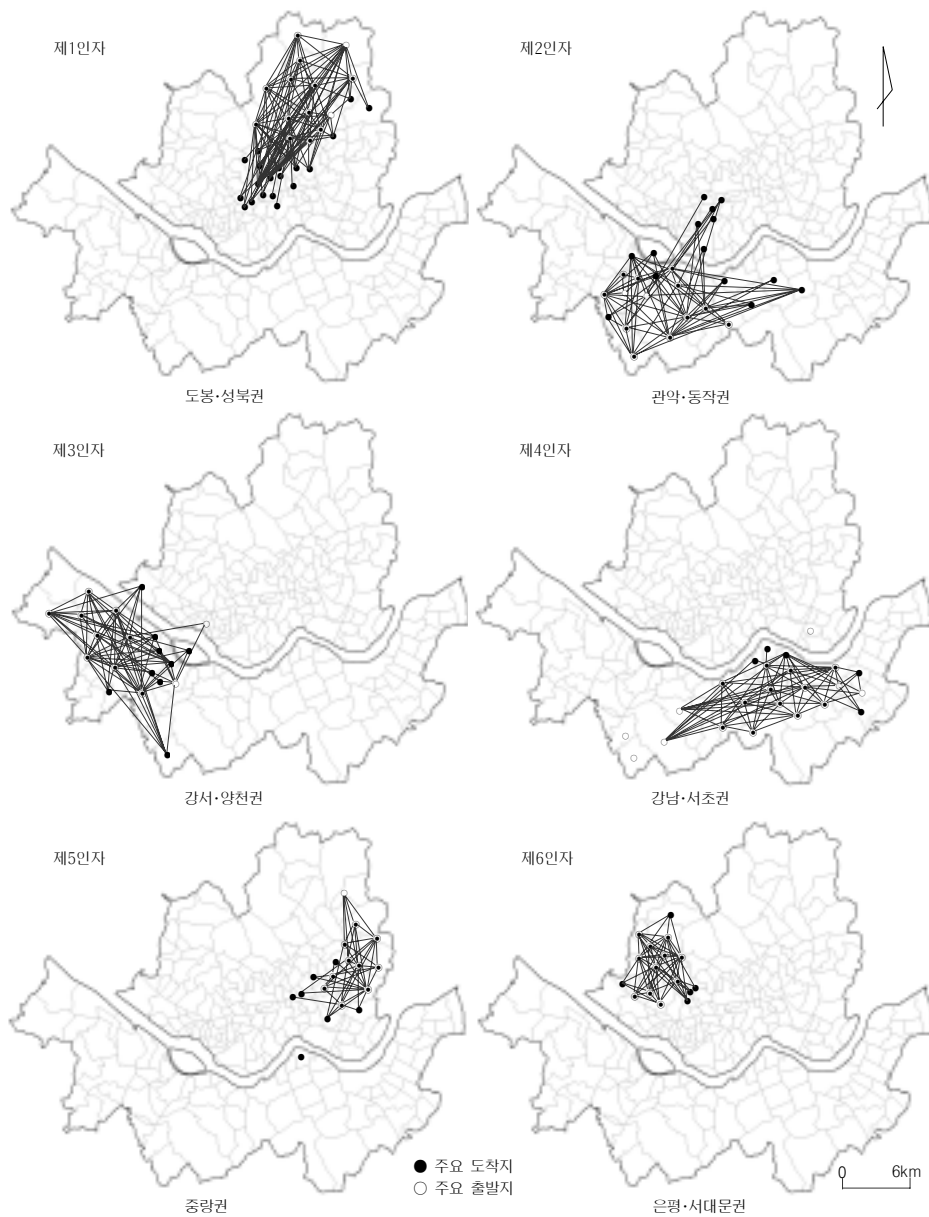 제1인자
제2인자
도봉·성북권
관악·동작권
제3인자
제4인자
강서·양천권
강남·서초권
제5인자
제6인자
● 주요 도착지
○ 주요 출발지
0 6km
중랑권
은평·서대문권